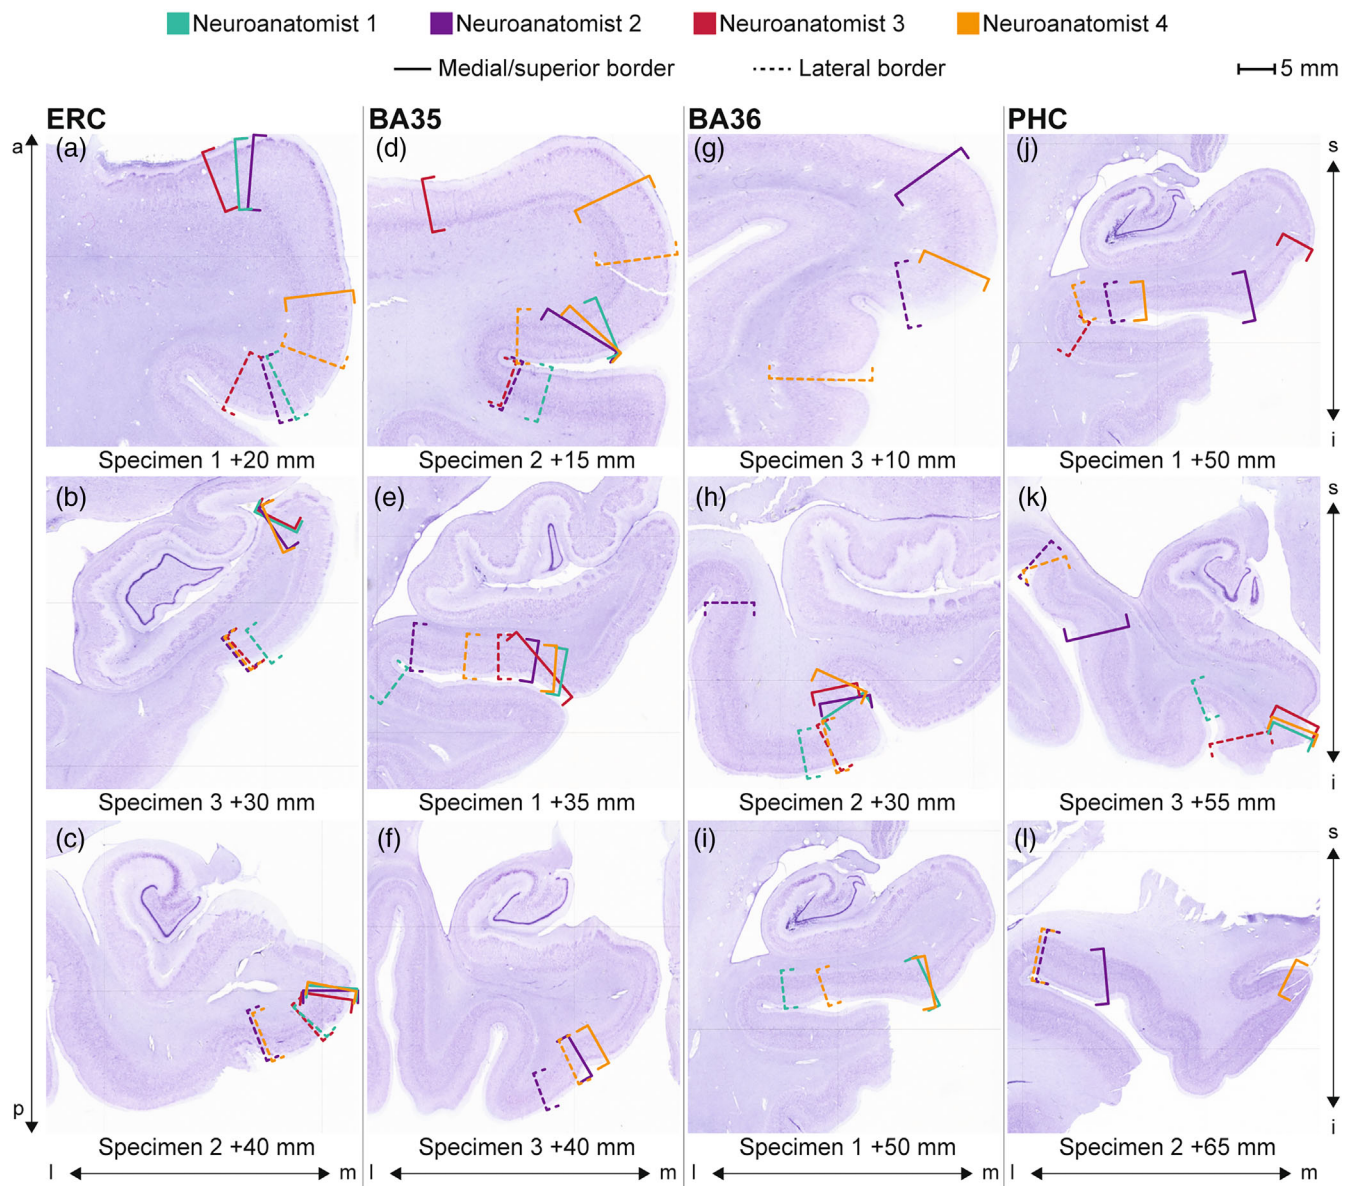 Neuroanatomist 1 Neuroanatomist 2 Neuroanatomist 3 Neuroanatomist 4
Medial/superior border Lateral border 5 mm
ERC BA35 BA36 PHC
a (a) (d) (g) (j) s
i
Specimen 1 +20 mm Specimen 2 +15 mm Specimen 3 +10 mm Specimen 1 +50 mm
(b) (e) (h) (k) s
i
Specimen 3 +30 mm Specimen 1 +35 mm Specimen 2 +30 mm Specimen 3 +55 mm
(c) (f) (i) (l) s
p i
Specimen 2 +40 mm Specimen 3 +40 mm Specimen 1 +50 mm Specimen 2 +65 mm
l m l m l m l m